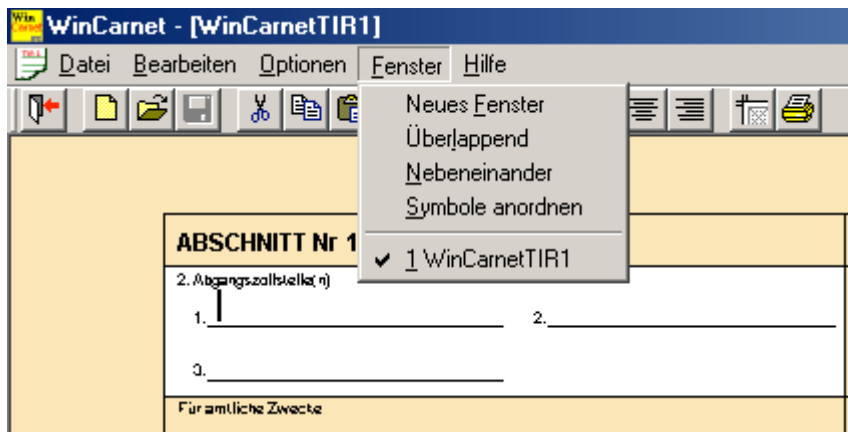 WinCarnet - [WinCarnetTIR1]
Datei Bearbeiten Optionen Fenster Hilfe
Neues Fenster
Überlappend
Nebeneinander
Symbole anordnen
1 WinCarnetTIR1
ABSCHNITT Nr 1
2. Abgangszollstelle(n)
1. 2.
3.
Für amtliche Zwecke